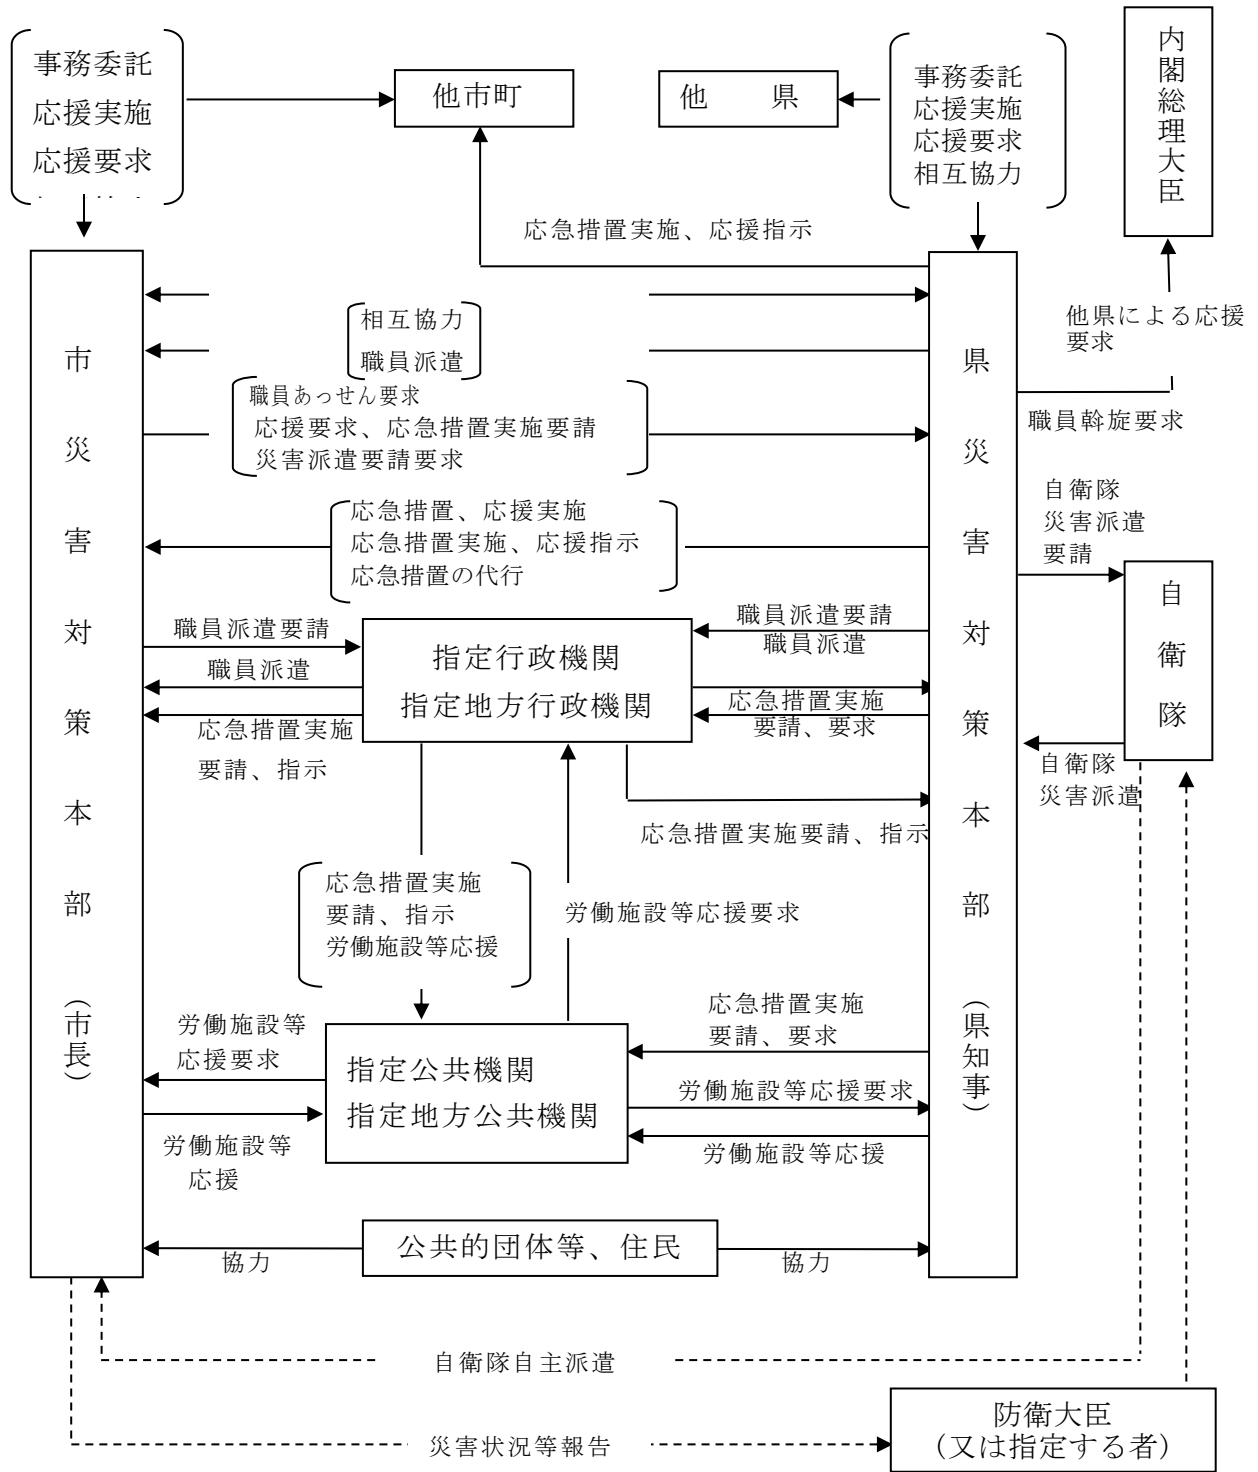 事務委託
応援実施
応援要求
他市町
他　県
事務委託
応援実施
応援要求
相互協力
内閣総理大臣
応急措置実施、応援指示
他県による応援
要求
相互協力
職員派遣
職員あっせん要求
応援要求、応急措置実施要請
災害派遣要請要求
職員斡旋要求
自衛隊
災害派遣
要請
応急措置、応援実施
応急措置実施、応援指示
応急措置の代行
市災害対策本部（市長）
県災害対策本部（県知事）
自衛隊
職員派遣要請
職員派遣
応急措置実施
要請、指示
指定行政機関
指定地方行政機関
職員派遣要請
職員派遣
応急措置実施
要請、要求
自衛隊
災害派遣
応急措置実施要請、指示
応急措置実施
要請、指示
労働施設等応援
労働施設等応援要求
労働施設等
応援要求
指定公共機関
指定地方公共機関
応急措置実施
要請、要求
労働施設等応援要求
労働施設等応援
労働施設等
応援
公共的団体等、住民
協力
協力
自衛隊自主派遣
防衛大臣
（又は指定する者）
災害状況等報告